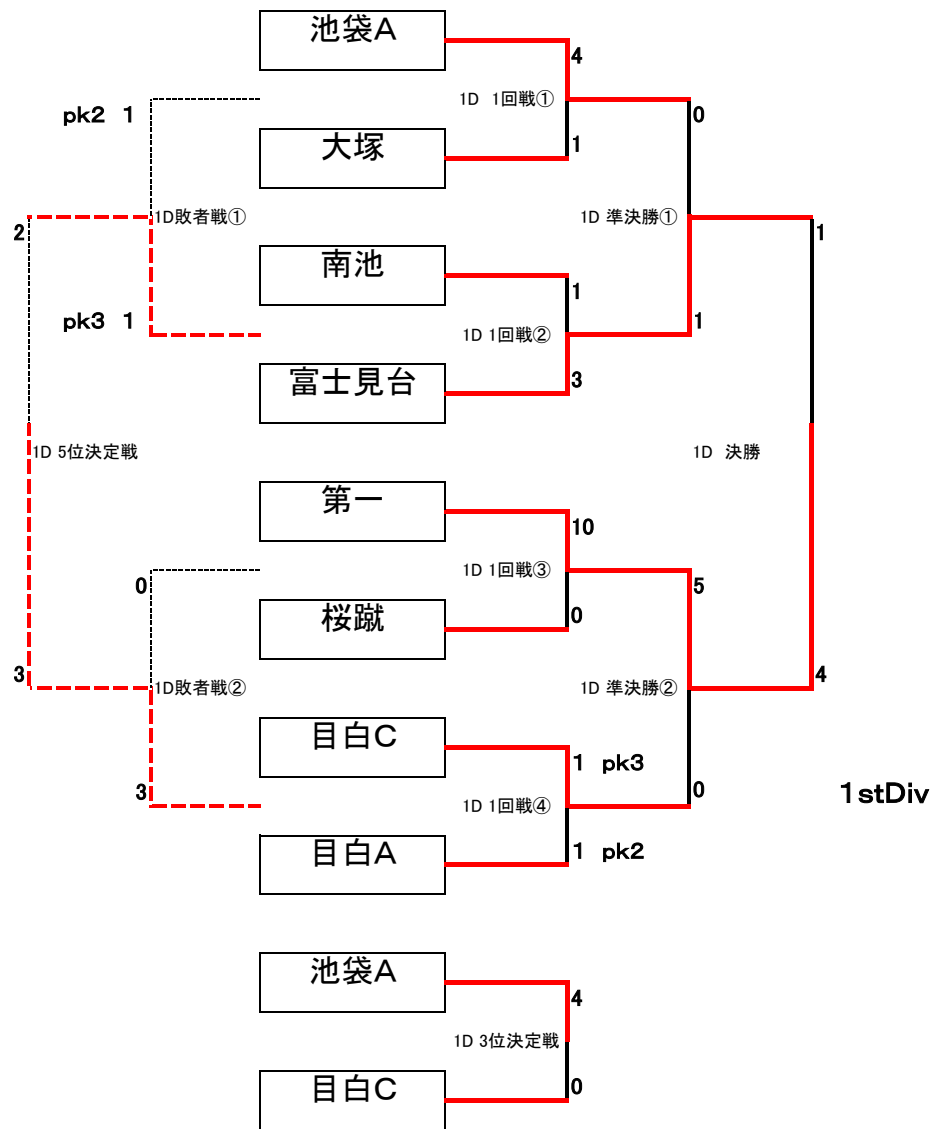 池袋A
4
1D 1回戦①
pk2 1
0
大塚
1
1D敗者戦①
1D 準決勝①
2
1
南池
1
pk3 1
1D 1回戦②
1
富士見台
3
1D 5位決定戦
1D 決勝
第一
10
1D 1回戦③
0
5
桜蹴
0
3
1D敗者戦②
1D 準決勝②
4
目白C
1 pk3
3
1D 1回戦④
0
1stDiv
目白A
1 pk2
池袋A
4
1D 3位決定戦
目白C
0